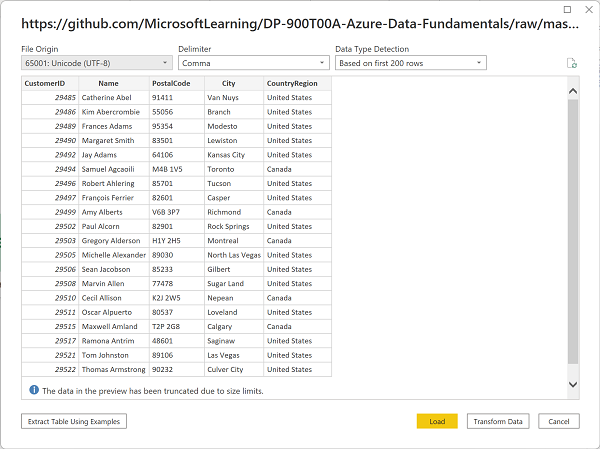 https://github.com/MicrosoftLearning/DP-900T00A-Azure-Data-Fundamentals/raw/mas...
File Origin Delimiter Data Type Detection
65001: Unicode (UTF-8) Comma Based on first 200 rows
CustomerID Name PostalCode City CountryRegion
29485 Catherine Abel 91411 Van Nuys United States
29486 Kim Abercrombie 55056 Branch United States
29489 Frances Adams 95354 Modesto United States
29490 Margaret Smith 83501 Lewiston United States
29492 Jay Adams 64106 Kansas City United States
29494 Samuel Agcaoili M4B 1V5 Toronto Canada
29496 Robert Ahlering 85701 Tucson United States
29497 François Ferrier 82601 Casper United States
29499 Amy Alberts V6B 3P7 Richmond Canada
29502 Paul Alcorn 82901 Rock Springs United States
29503 Gregory Alderson H1Y 2H5 Montreal Canada
29505 Michelle Alexander 89030 North Las Vegas United States
29506 Sean Jacobson 85233 Gilbert United States
29508 Marvin Allen 77478 Sugar Land United States
29510 Cecil Allison K2J 2W5 Nepean Canada
29511 Oscar Alpuerto 80537 Loveland United States
29515 Maxwell Amland T2P 2G8 Calgary Canada
29517 Ramona Antrim 48601 Saginaw United States
29521 Tom Johnston 89106 Las Vegas United States
29522 Thomas Armstrong 90232 Culver City United States
The data in the preview has been truncated due to size limits.
Extract Table Using Examples Load Transform Data Cancel